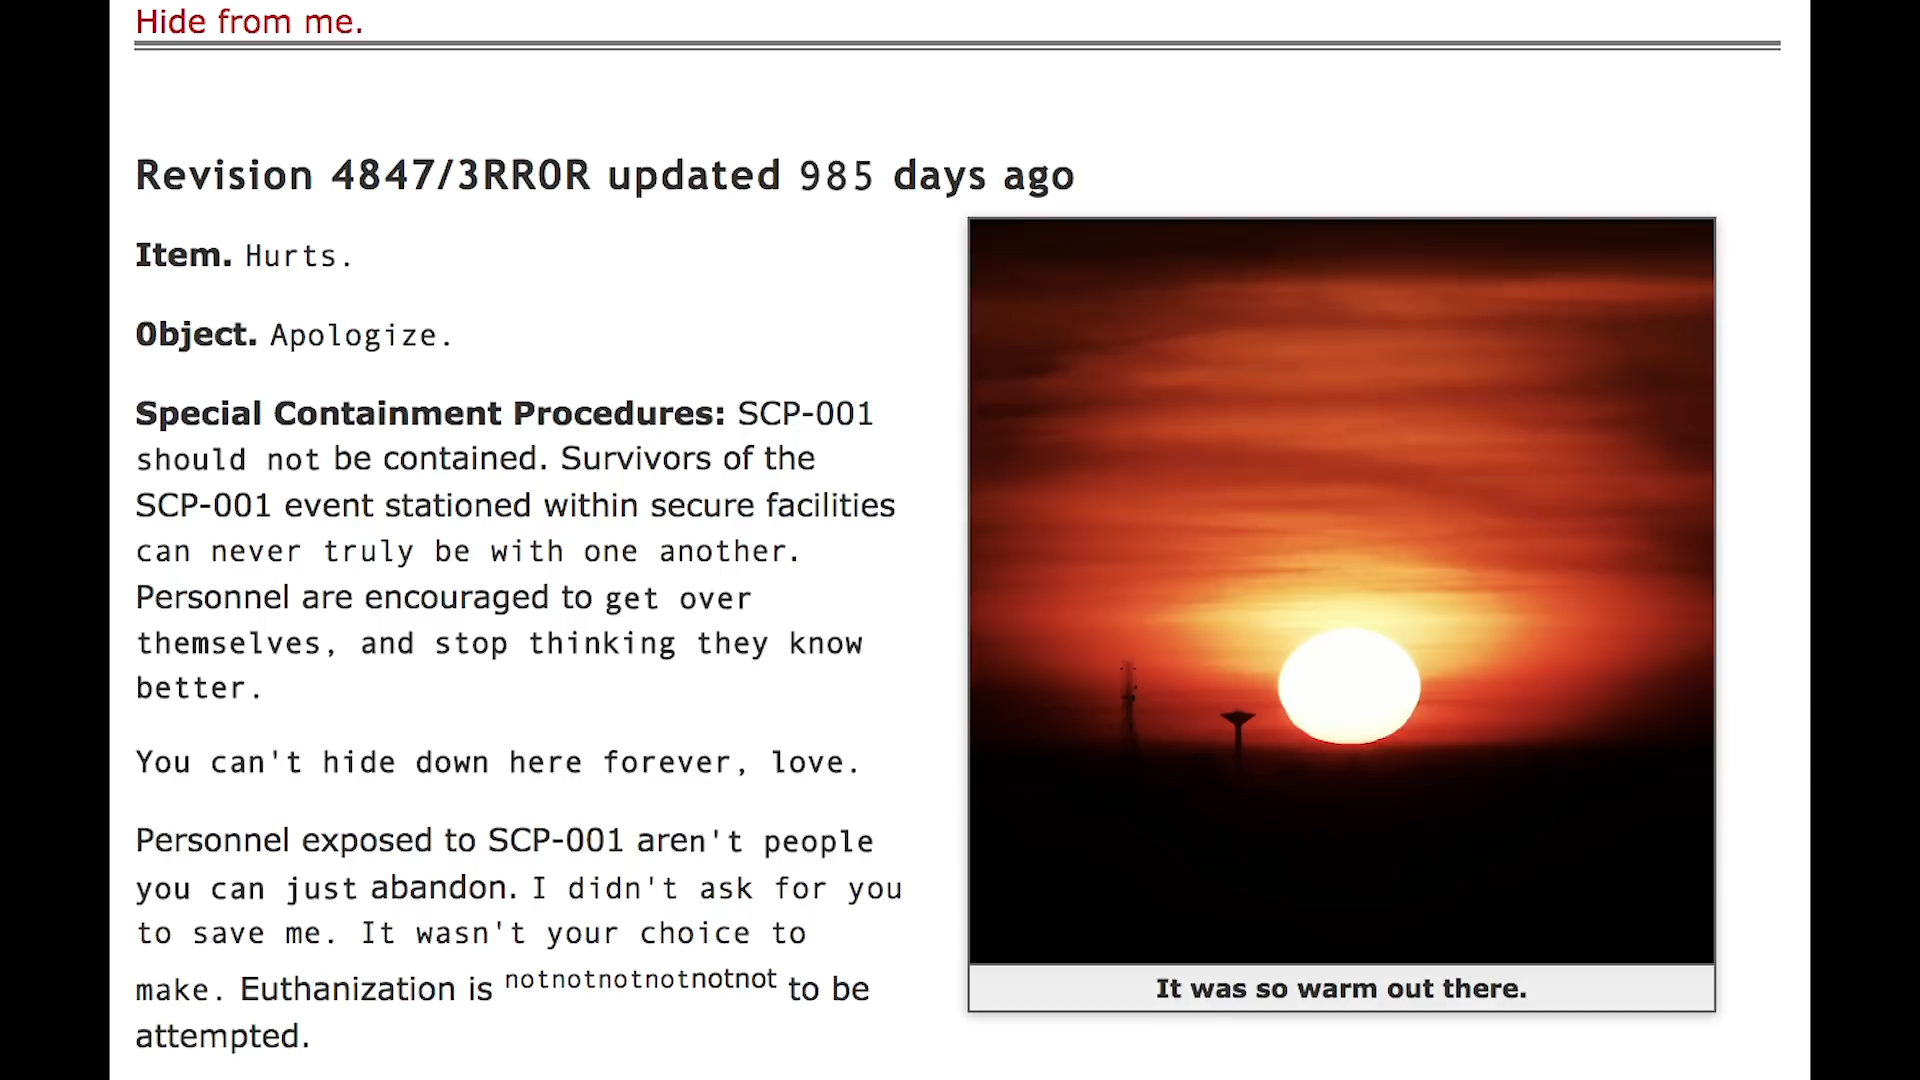 Hide from me.
Revision 4847/3RR0R updated 985 days ago
Item. Hurts.
0bject. Apologize.
Special Containment Procedures: SCP-001
should not be contained. Survivors of the
SCP-001 event stationed within secure facilities
can never truly be with one another.
Personnel are encouraged to get over
themselves, and stop thinking they know
better.
You can't hide down here forever, love.
Personnel exposed to SCP-001 aren't people
you can just abandon. I didn't ask for you
to save me. It wasn't your choice to
make. Euthanization is notnotnotnotnotnot to be
attempted.
It was so warm out there.